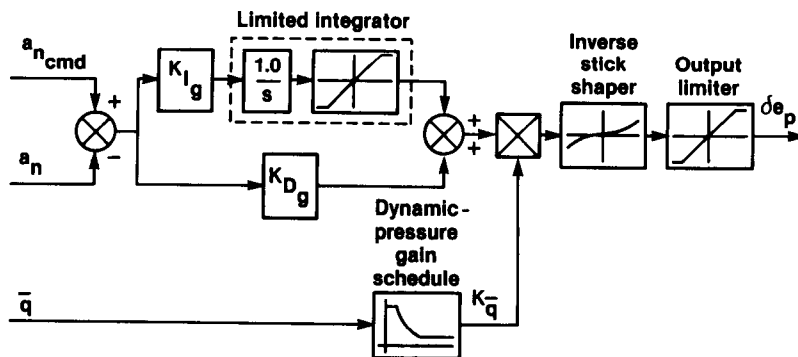 Limited integrator
a_n_cmd
+
−
a_n
K_I_g
1.0
s
K_D_g
+
+
Inverse
stick
shaper
Output
limiter
δe_p
Dynamic-
pressure
gain
schedule
q̅
K_q̅